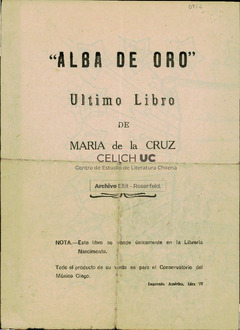 "ALBA DE ORO"
Ultimo Libro
DE
MARIA de la CRUZ
CELICH UC
Centro de Estudio de Literatura Chilena
Archivo Edit - Rosenfeld.
NOTA.—Este libro se vende únicamente en la Librería
Nascimento.
Todo el producto de su venta es para el Conservatorio del
Músico Ciego.
Imprenta